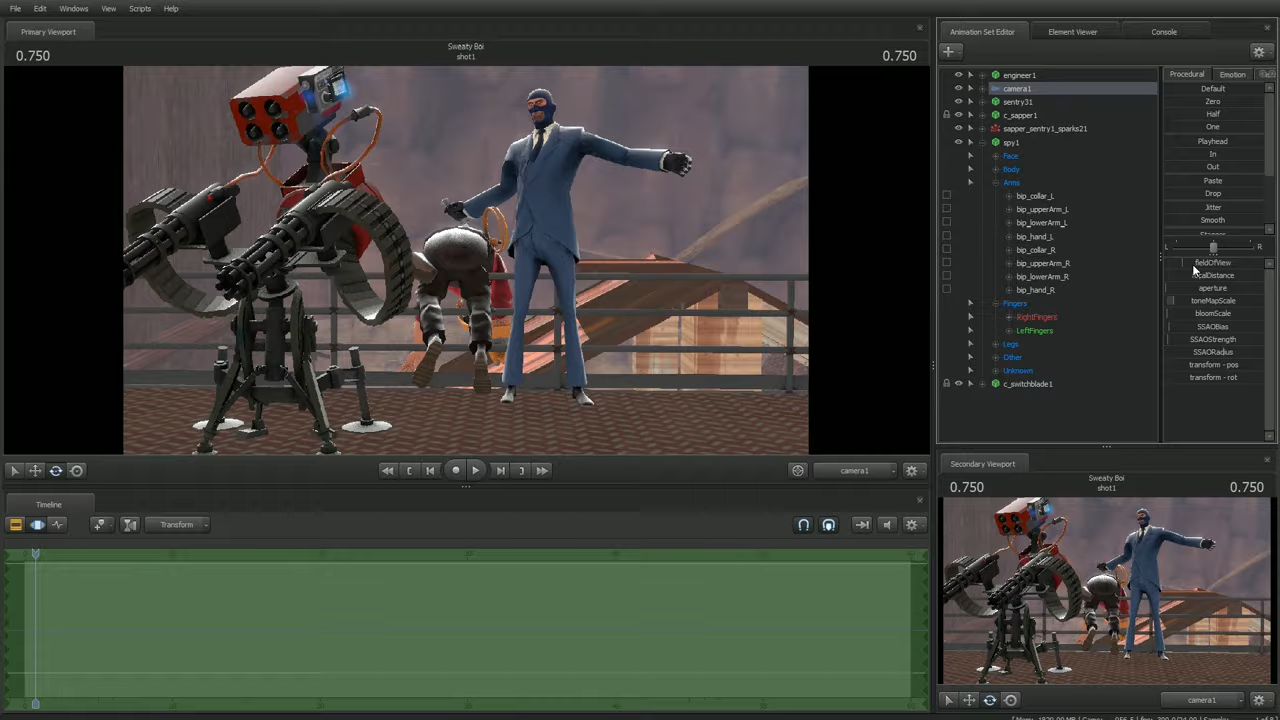 File Edit Windows View Scripts Help
Primary Viewport
Sweaty Boi
shot1
0.750
0.750
camera1
Timeline
Transform
Animation Set Editor Element Viewer Console
engineer1
camera1
sentry31
c_sapper1
sapper_sentry1_sparks21
spy1
Face
Body
Arms
bip_collar_L
bip_upperArm_L
bip_lowerArm_L
bip_hand_L
bip_collar_R
bip_upperArm_R
bip_lowerArm_R
bip_hand_R
Fingers
RightFingers
LeftFingers
Legs
Other
Unknown
c_switchblade1
Procedural Emotion
Default
Zero
Half
One
Playhead
In
Out
Paste
Drop
Jitter
Smooth
L R
fieldOfView
focalDistance
aperture
toneMapScale
bloomScale
SSAOBias
SSAOStrength
SSAORadius
transform - pos
transform - rot
Secondary Viewport
Sweaty Boi
shot1
0.750
0.750
camera1